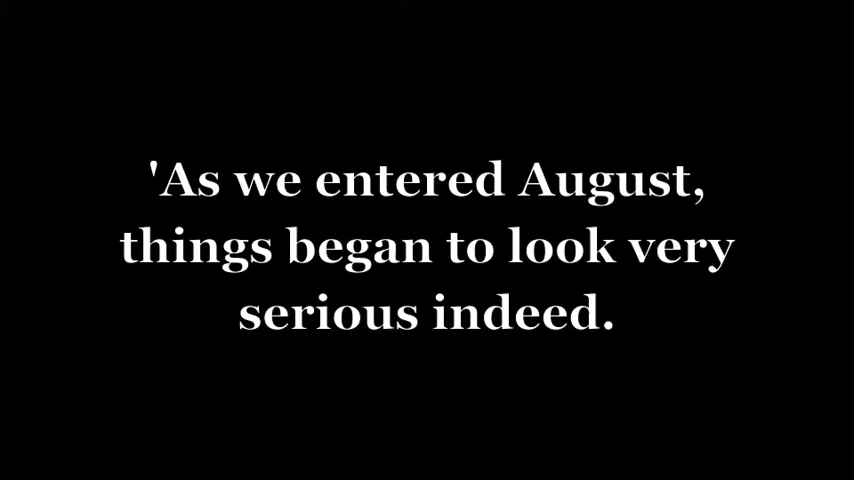 'As we entered August,
things began to look very
serious indeed.